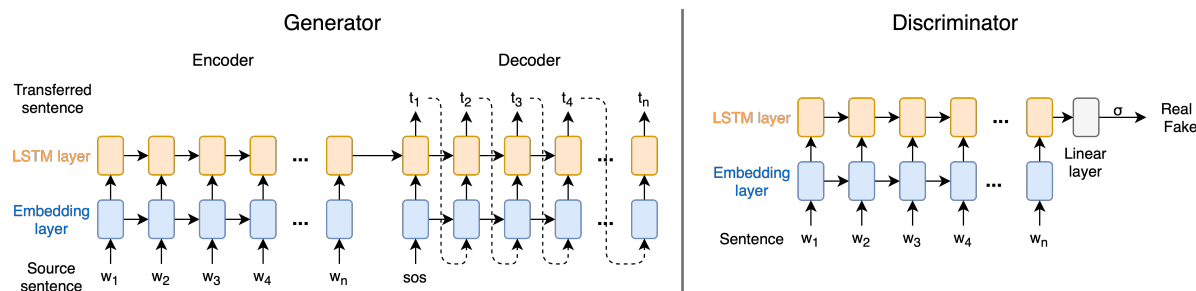 Generator
Encoder
Decoder
Transferred
sentence
t1 t2 t3 t4 tn
LSTM layer
...
...
Embedding
layer
...
...
Source
sentence
w1 w2 w3 w4 wn
sos
Discriminator
LSTM layer
...
σ
Real
Fake
Linear
layer
Embedding
layer
...
Sentence
w1 w2 w3 w4 wn